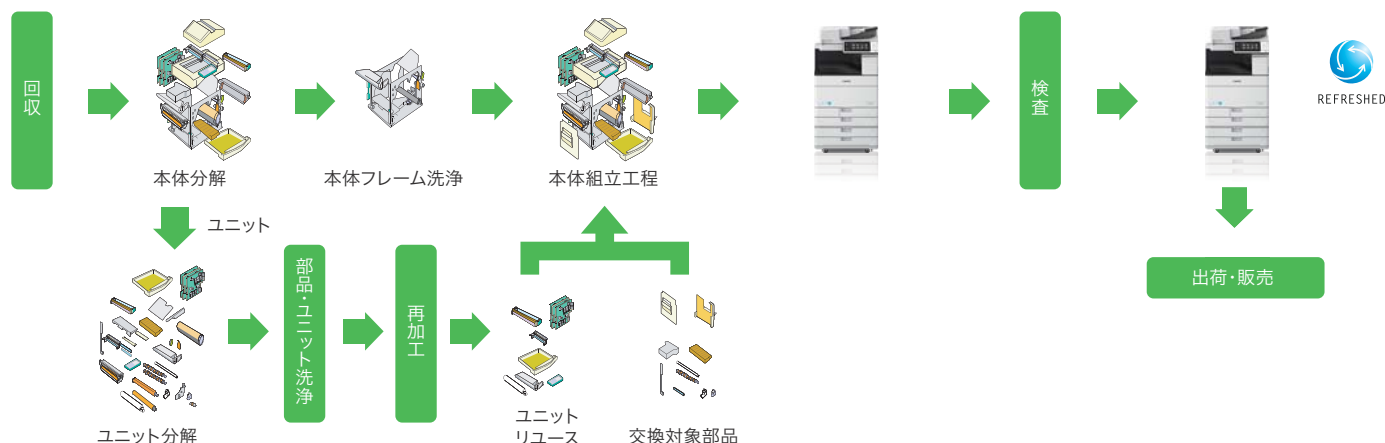 回収
本体分解
本体フレーム洗浄
本体組立工程
検査
REFRESHED
ユニット
部品・ユニット洗浄
再加工
出荷・販売
ユニット分解
ユニット
リユース
交換対象部品